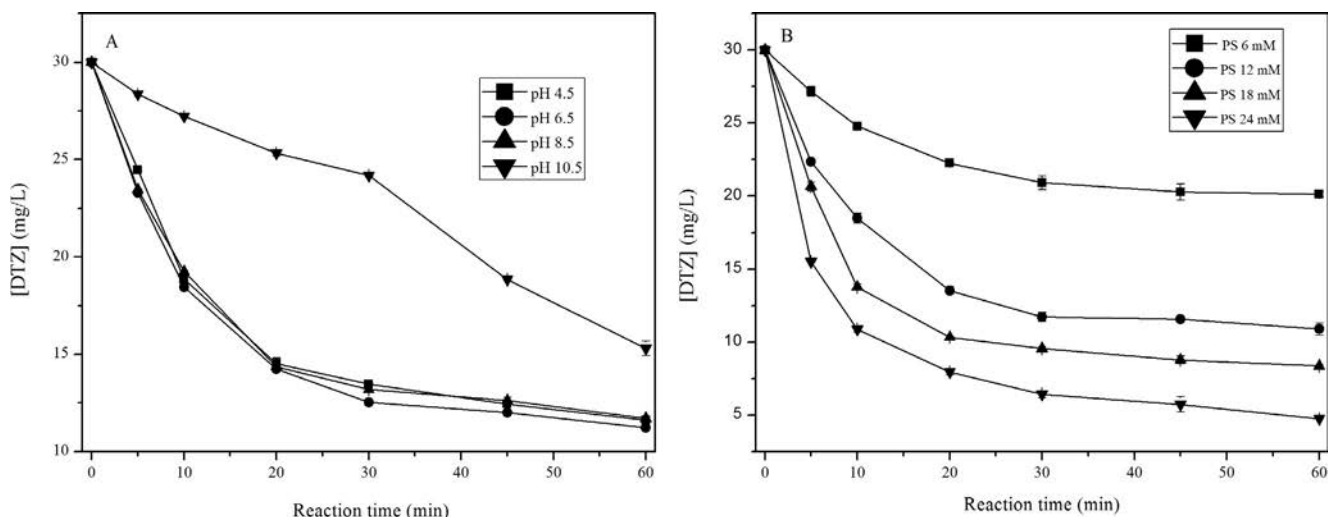 A
30
25
20
15
10
[DTZ] (mg/L)
pH 4.5
pH 6.5
pH 8.5
pH 10.5
0
10
20
30
40
50
60
Reaction time (min)
B
30
25
20
15
10
5
[DTZ] (mg/L)
PS 6 mM
PS 12 mM
PS 18 mM
PS 24 mM
0
10
20
30
40
50
60
Reaction time (min)